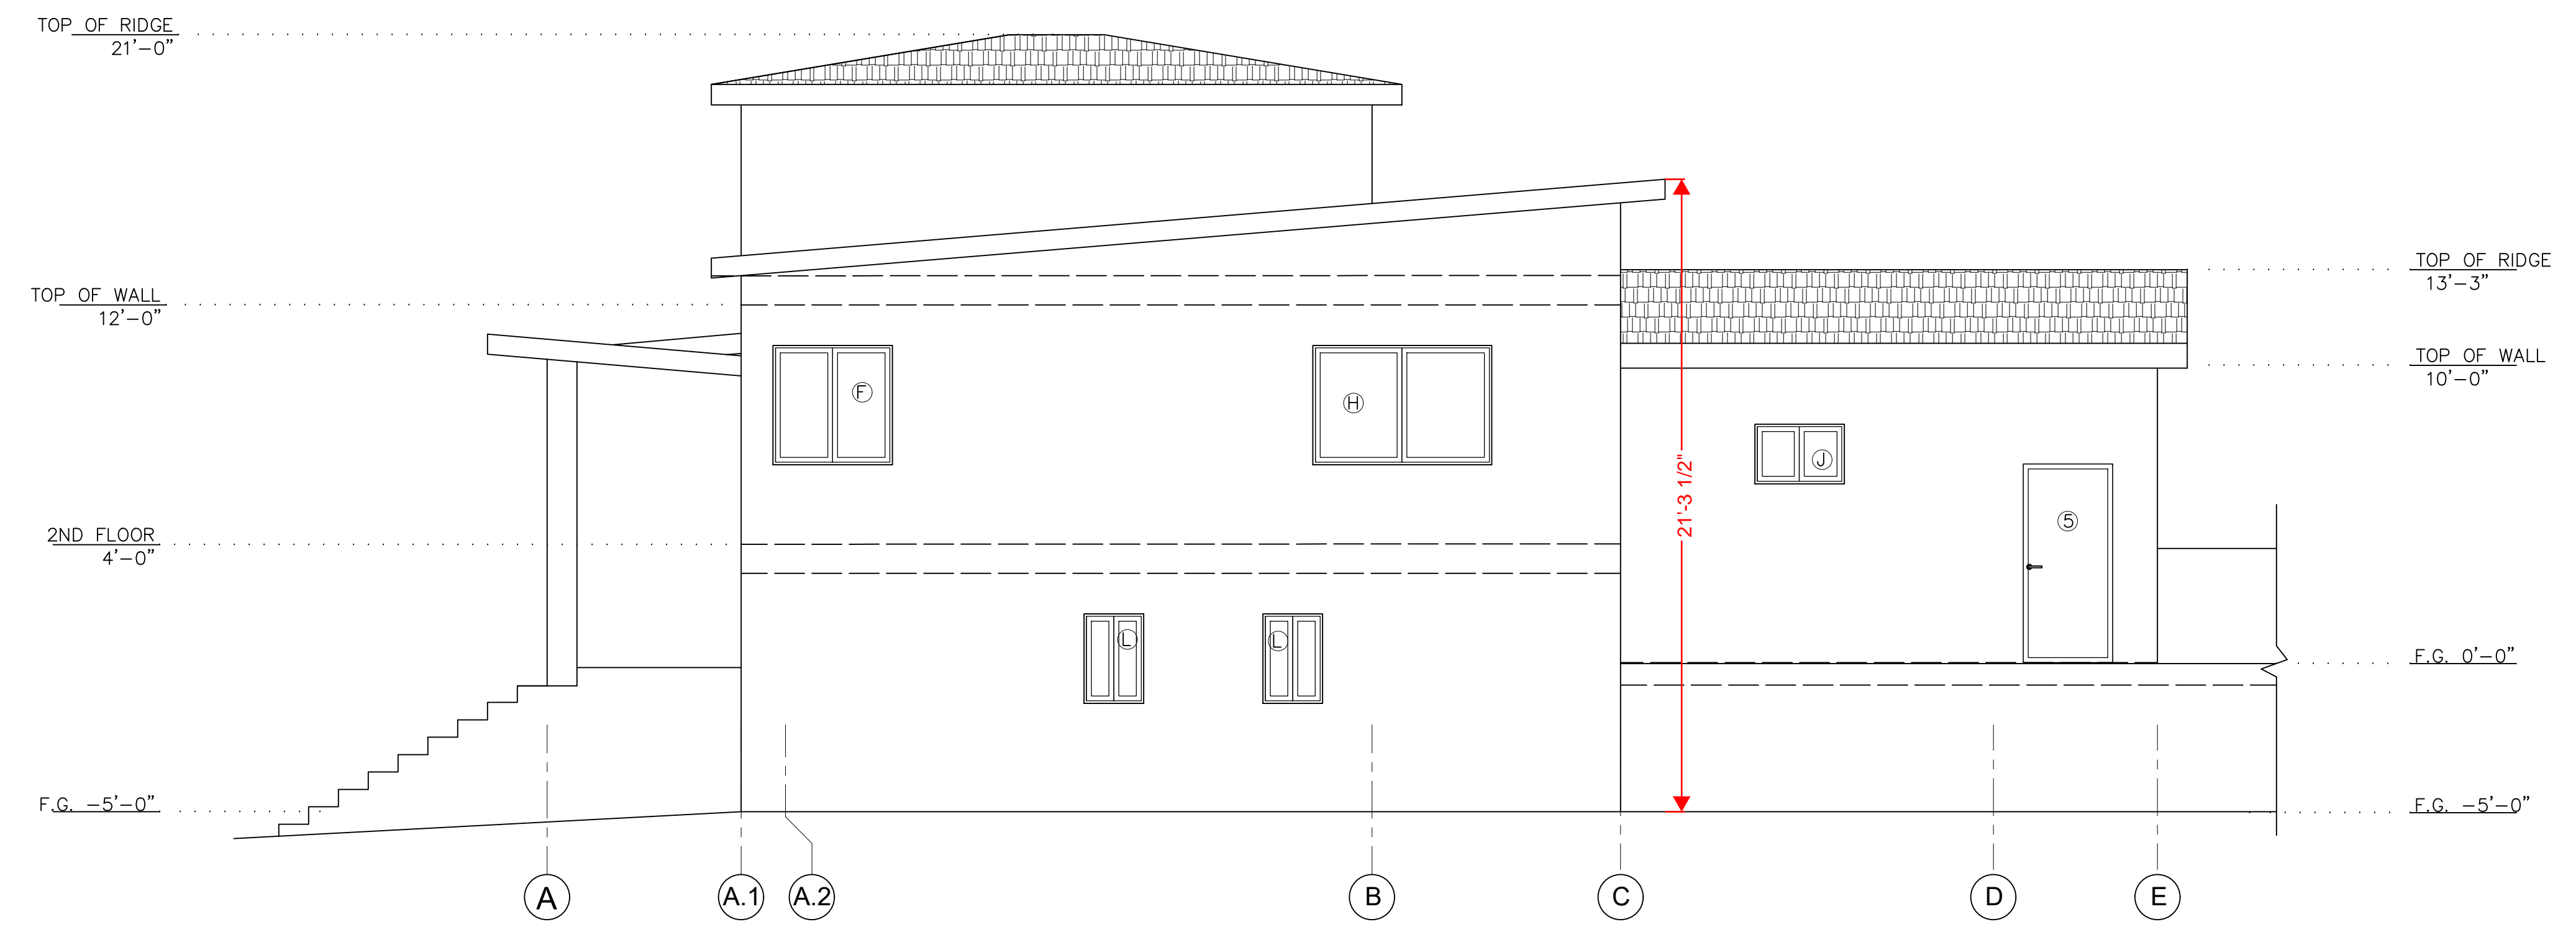 TOP OF RIDGE
21'-0"
TOP OF RIDGE
13'-3"
TOP OF WALL
12'-0"
TOP OF WALL
10'-0"
F
H
J
21'-3 1/2"
5
2ND FLOOR
4'-0"
L
L
F.G. 0'-0"
F.G. -5'-0"
F.G. -5'-0"
A
A.1
A.2
B
C
D
E